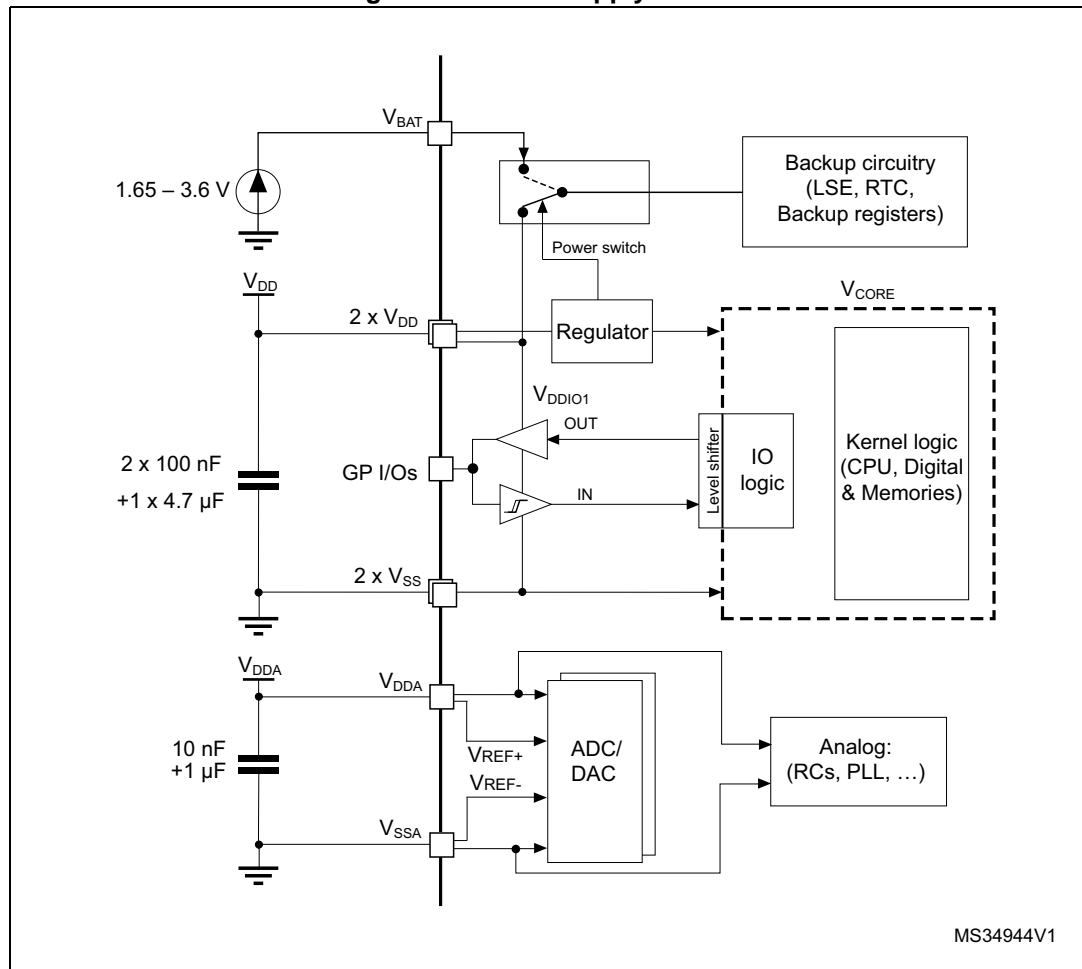 VBAT
1.65 – 3.6 V
Backup circuitry
(LSE, RTC,
Backup registers)
Power switch
VDD
2 x VDD
Regulator
VCORE
VDDIO1
OUT
GP I/Os
IN
Level shifter
IO
logic
Kernel logic
(CPU, Digital
& Memories)
2 x 100 nF
+1 x 4.7 µF
2 x VSS
VDDA
VDDA
10 nF
+1 µF
VREF+
VREF-
ADC/
DAC
Analog:
(RCs, PLL, …)
VSSA
MS34944V1